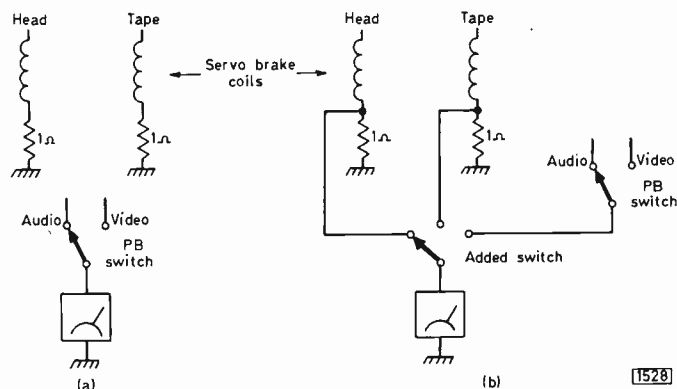 Head
Tape
Servo brake
coils
1Ω
1Ω
Audio
Video
PB
switch
(a)
Head
Tape
1Ω
1Ω
Audio
Video
PB
switch
Added switch
(b)
1528